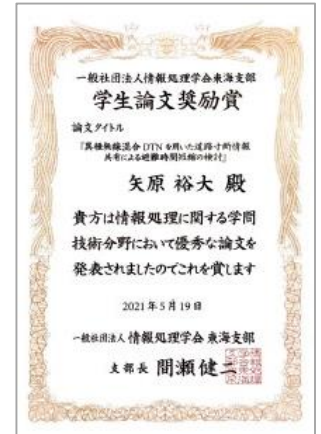 一般社団法人情報処理学会東海支部
学生論文奨励賞
論文タイトル
『異種無線混合 DTN を用いた道路寸断情報
共有による避難時間短縮の検討』
矢原 裕大 殿
貴方は情報処理に関する学問
技術分野において優秀な論文を
発表されましたのでこれを賞します
2021年5月19日
一般社団法人 情報処理学会 東海支部
支部長 間瀬健二